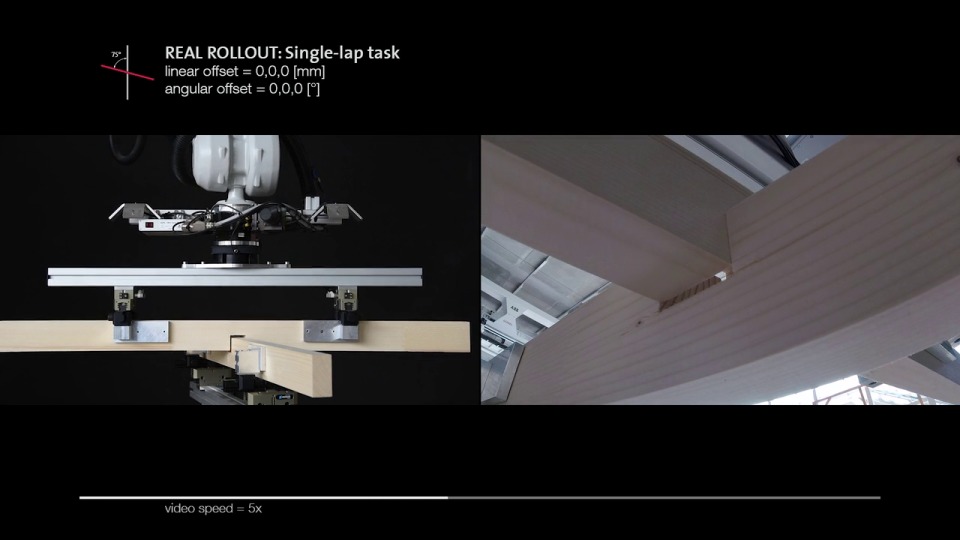 75°
REAL ROLLOUT: Single-lap task
linear offset = 0,0,0 [mm]
angular offset = 0,0,0 [°]
video speed = 5x